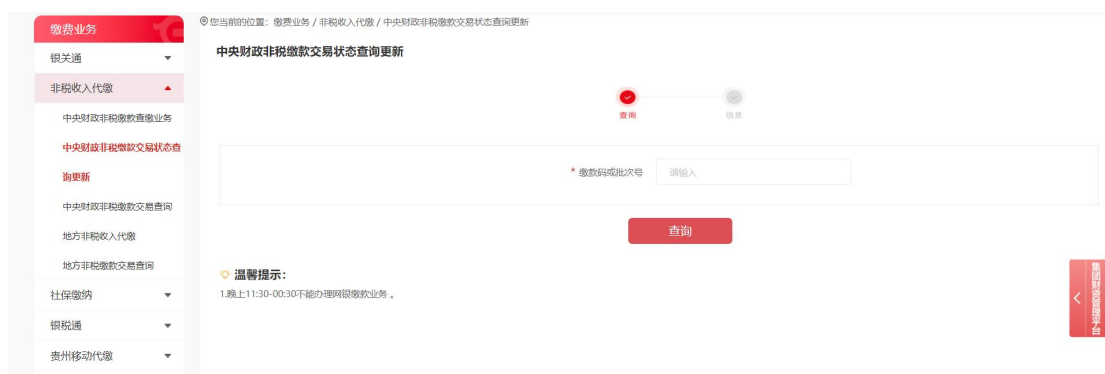 缴费业务
银关通
非税收入代缴
中央财政非税缴款查缴业务
中央财政非税缴款交易状态查
询更新
中央财政非税缴款交易查询
地方非税收入代缴
地方非税缴款交易查询
社保缴纳
银税通
贵州移动代缴
您当前的位置：缴费业务 / 非税收入代缴 / 中央财政非税缴款交易状态查询更新
中央财政非税缴款交易状态查询更新
查询
信息
* 缴款码或批次号 请输入
查询
温馨提示：
1.晚上11:30-00:30不能办理网银缴款业务 。
集团财资管理平台